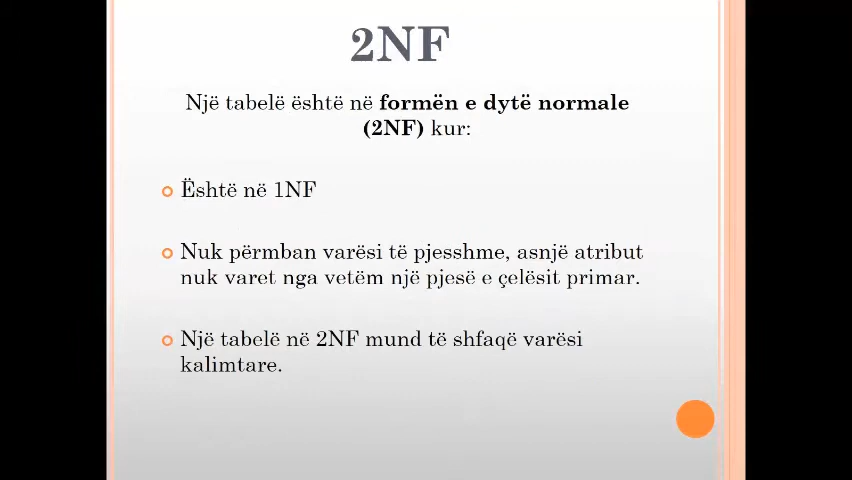 2NF
Një tabelë është në formën e dytë normale
(2NF) kur:
Është në 1NF
Nuk përmban varësi të pjesshme, asnjë atribut
nuk varet nga vetëm një pjesë e çelësit primar.
Një tabelë në 2NF mund të shfaqë varësi
kalimtare.